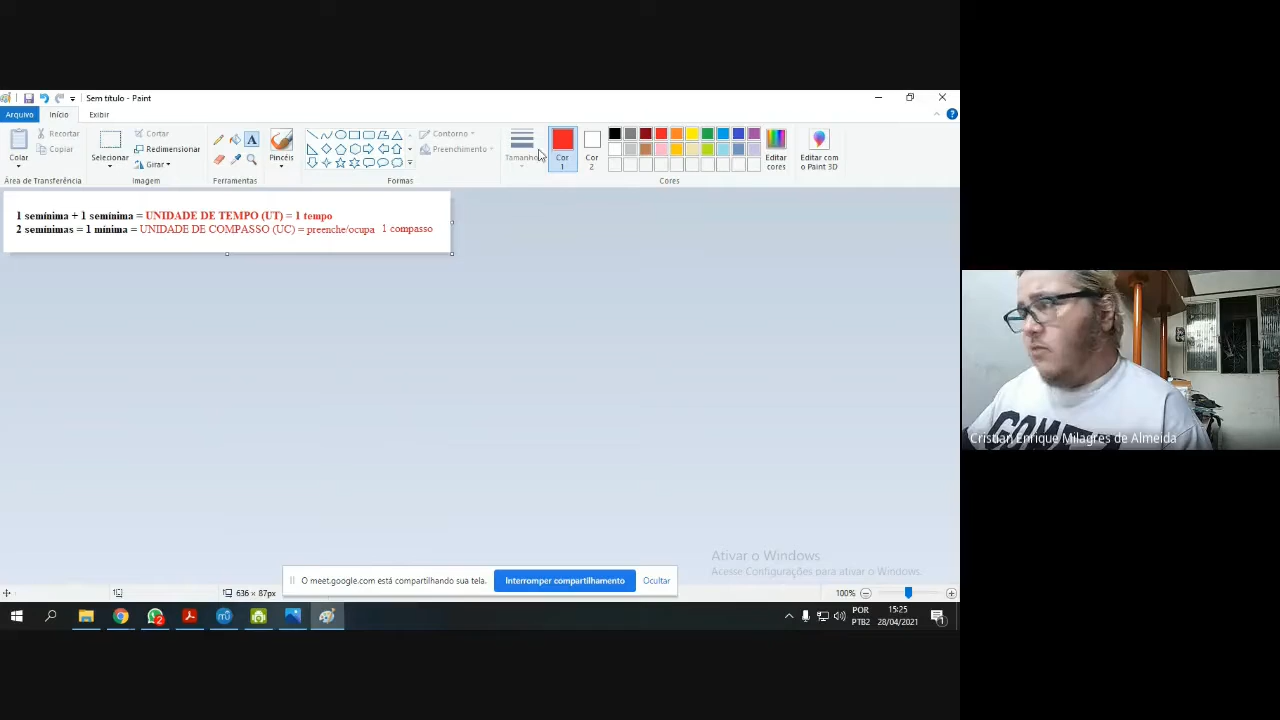 Sem título - Paint
Arquivo Início Exibir
Colar
Recortar
Copiar
Área de Transferência
Selecionar
Cortar
Redimensionar
Girar
Imagem
A
Ferramentas
Pincéis
Contorno
Preenchimento
Formas
Tamanho
Cor 1
Cor 2
Editar cores
Cores
Editar com o Paint 3D
1 semínima + 1 semínima = UNIDADE DE TEMPO (UT) = 1 tempo
2 semínimas = 1 mínima = UNIDADE DE COMPASSO (UC) = preenche/ocupa 1 compasso
Cristian Enrique Milagres de Almeida
Ativar o Windows
Acesse Configurações para ativar o Windows.
O meet.google.com está compartilhando sua tela. Interromper compartilhamento Ocultar
636 × 87px
100%
2
POR
PTB2
15:25
28/04/2021
1